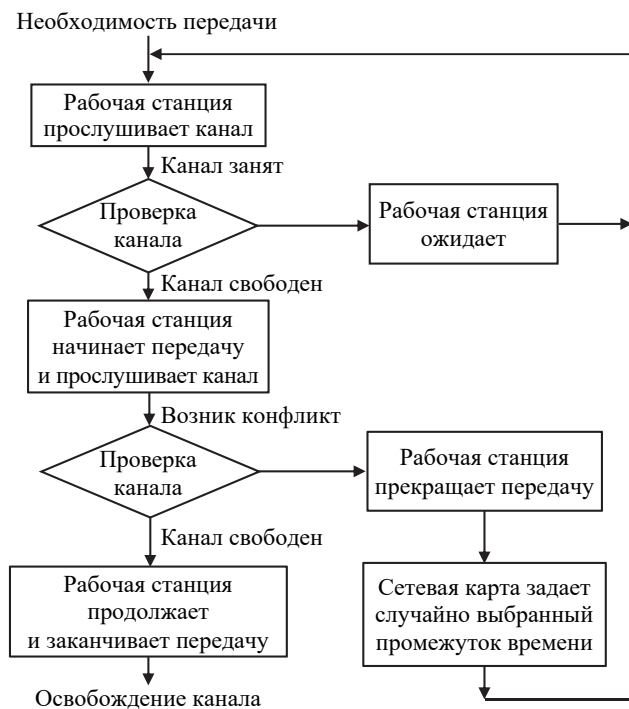 Необходимость передачи
Рабочая станция
прослушивает канал
Канал занят
Проверка
канала
Рабочая станция
ожидает
Канал свободен
Рабочая станция
начинает передачу
и прослушивает канал
Возник конфликт
Проверка
канала
Рабочая станция
прекращает передачу
Канал свободен
Рабочая станция
продолжает
и заканчивает передачу
Сетевая карта задает
случайно выбранный
промежуток времени
Освобождение канала